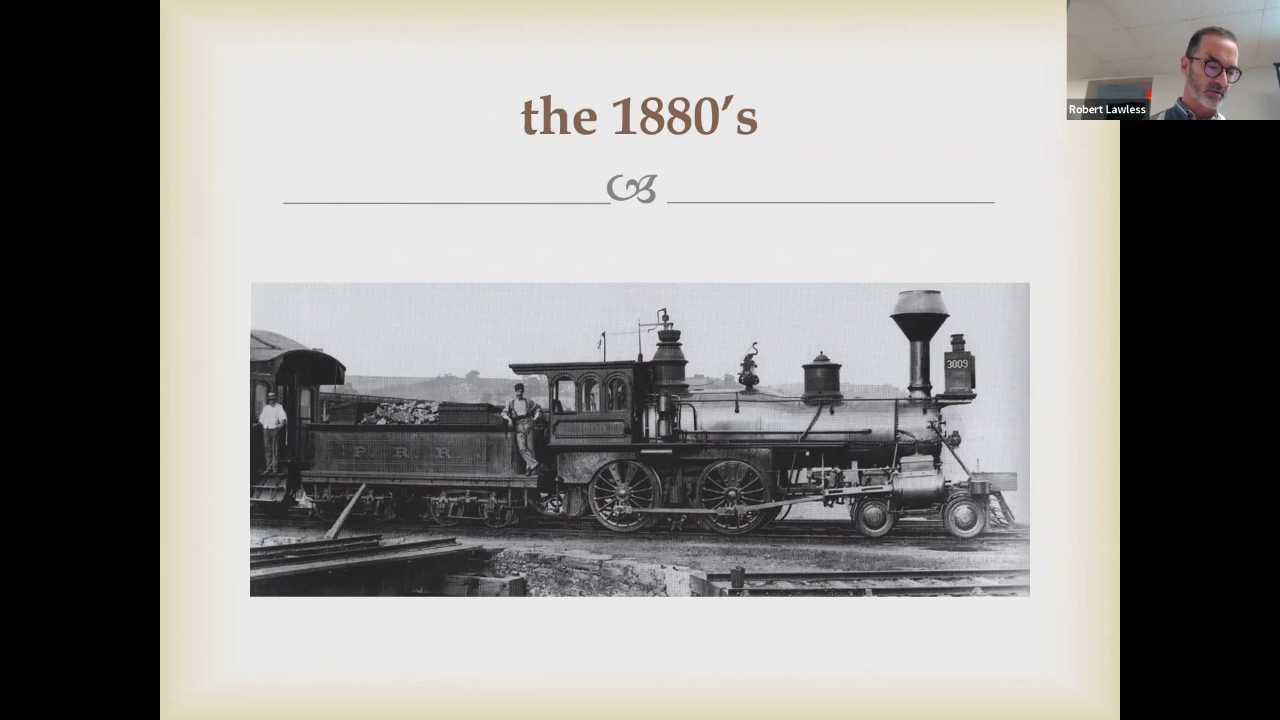 the 1880’s
Robert Lawless
3009
P. R. R.